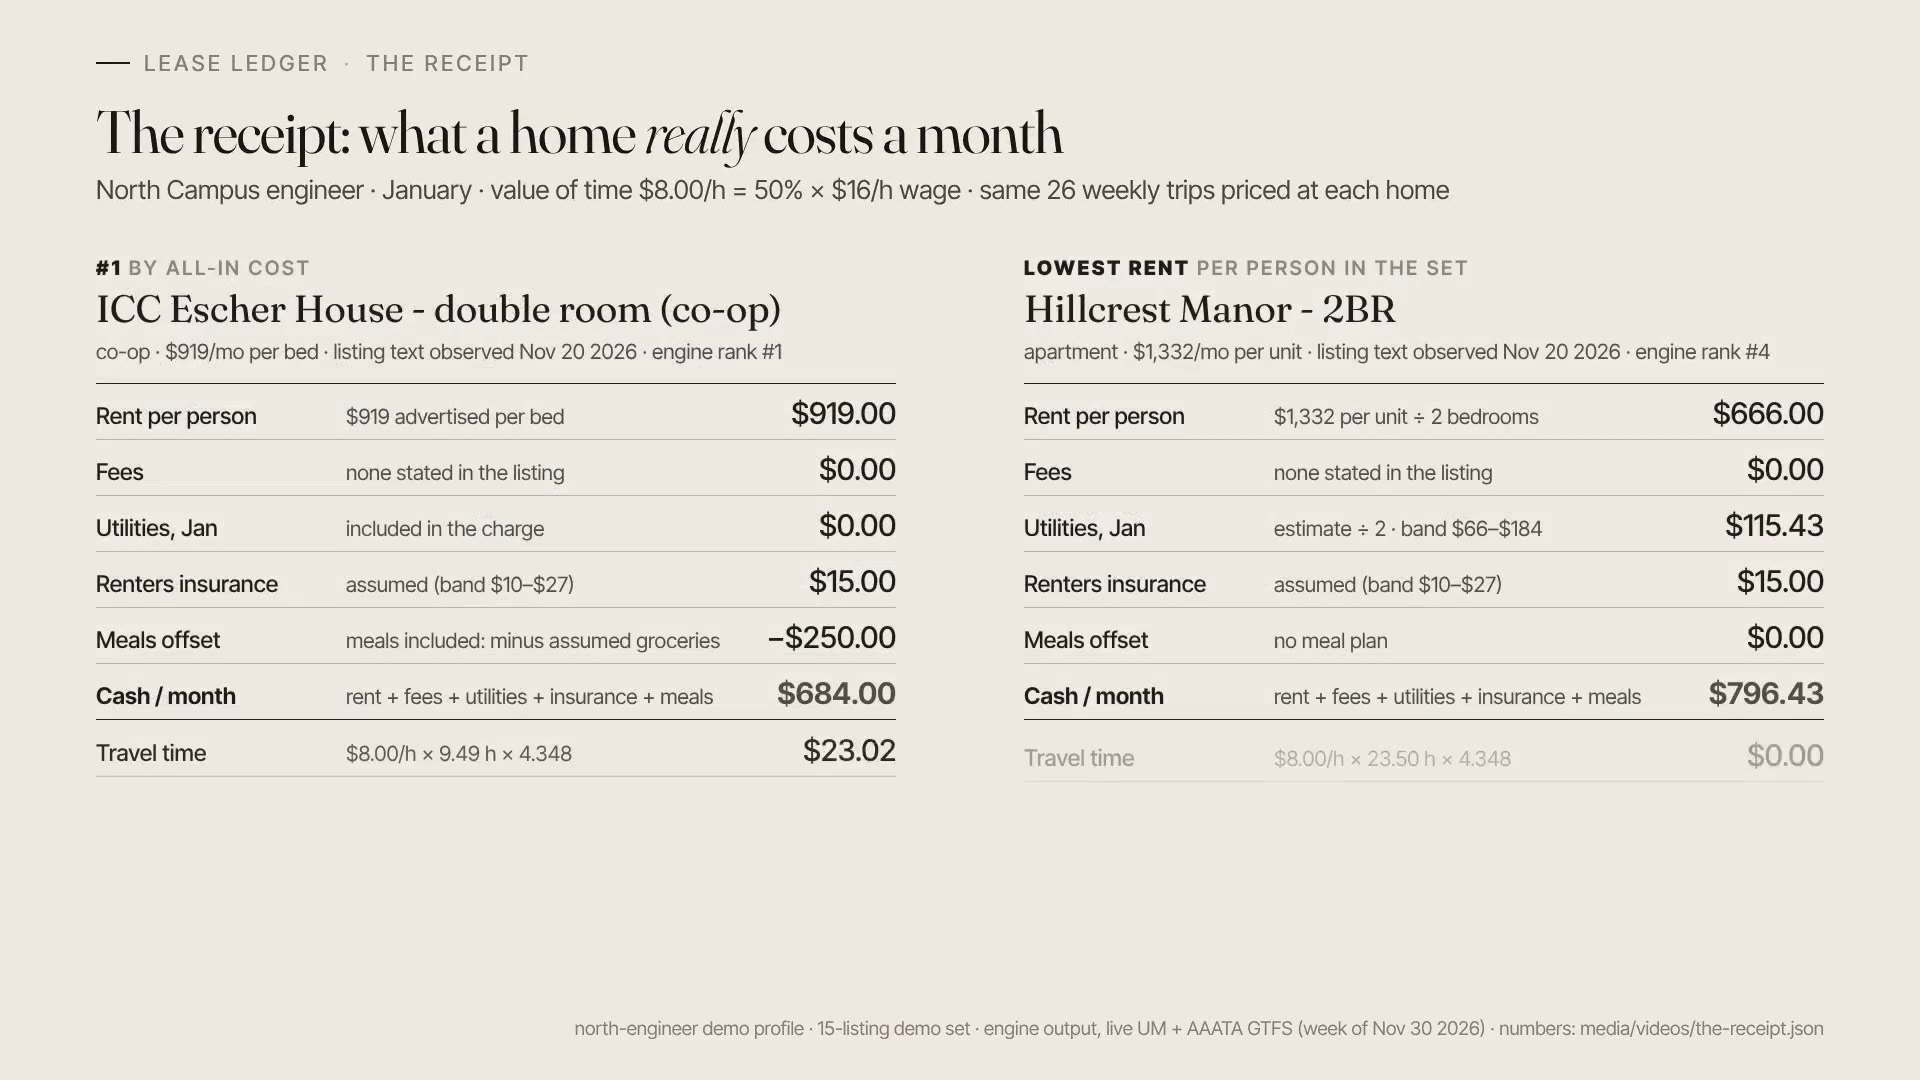 — LEASE LEDGER · THE RECEIPT
The receipt: what a home really costs a month
North Campus engineer · January · value of time $8.00/h = 50% × $16/h wage · same 26 weekly trips priced at each home
#1 BY ALL-IN COST
ICC Escher House - double room (co-op)
co-op · $919/mo per bed · listing text observed Nov 20 2026 · engine rank #1
Rent per person $919 advertised per bed $919.00
Fees none stated in the listing $0.00
Utilities, Jan included in the charge $0.00
Renters insurance assumed (band $10–$27) $15.00
Meals offset meals included: minus assumed groceries −$250.00
Cash / month rent + fees + utilities + insurance + meals $684.00
Travel time $8.00/h × 9.49 h × 4.348 $23.02
LOWEST RENT PER PERSON IN THE SET
Hillcrest Manor - 2BR
apartment · $1,332/mo per unit · listing text observed Nov 20 2026 · engine rank #4
Rent per person $1,332 per unit ÷ 2 bedrooms $666.00
Fees none stated in the listing $0.00
Utilities, Jan estimate ÷ 2 · band $66–$184 $115.43
Renters insurance assumed (band $10–$27) $15.00
Meals offset no meal plan $0.00
Cash / month rent + fees + utilities + insurance + meals $796.43
Travel time $8.00/h × 23.50 h × 4.348 $0.00
north-engineer demo profile · 15-listing demo set · engine output, live UM + AAATA GTFS (week of Nov 30 2026) · numbers: media/videos/the-receipt.json